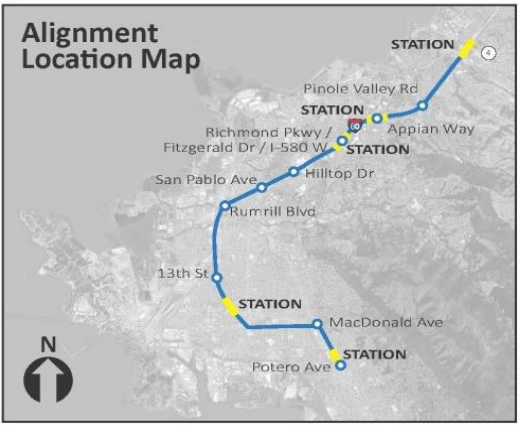 Alignment
Location Map
STATION
4
Pinole Valley Rd
STATION
Appian Way
Richmond Pkwy /
Fitzgerald Dr / I-580 W
STATION
Hilltop Dr
San Pablo Ave
Rumrill Blvd
13th St
STATION
MacDonald Ave
STATION
Potero Ave
N